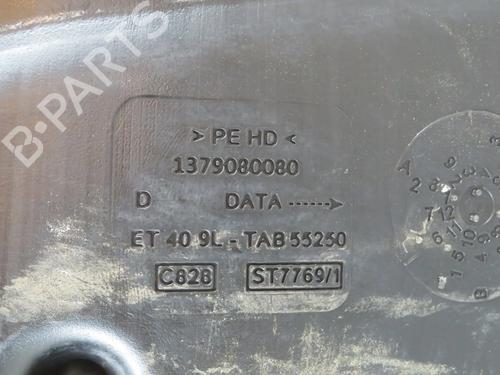 B-PARTS
> PE HD <
1379080080
D DATA ---->
ET 40 9L - TAB 55250
C828 ST7769/1
A
B